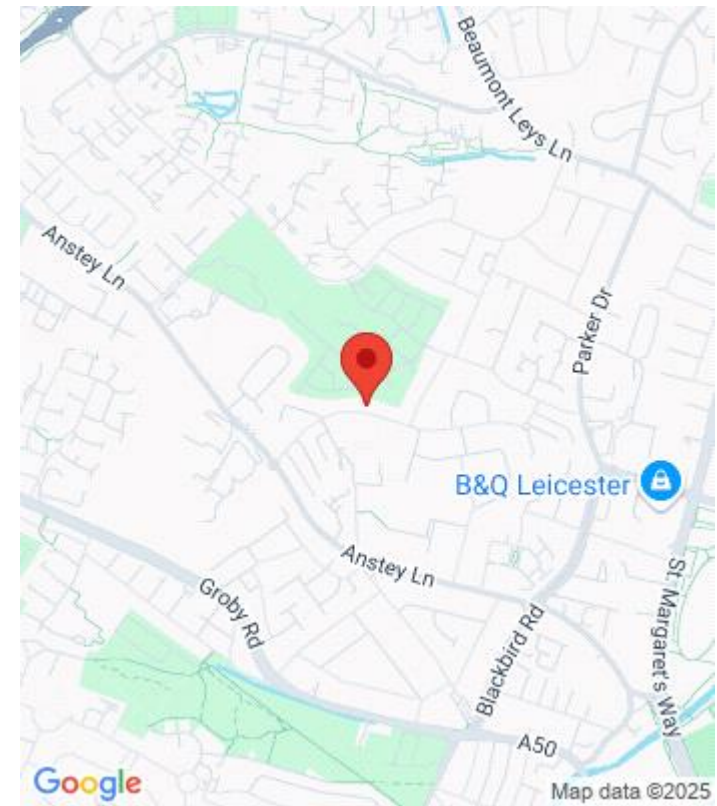 Beaumont Leys Ln
Anstey Ln
Parker Dr
B&Q Leicester
Anstey Ln
Groby Rd
Blackbird Rd
St. Margaret's Way
A50
Google
Map data ©2025